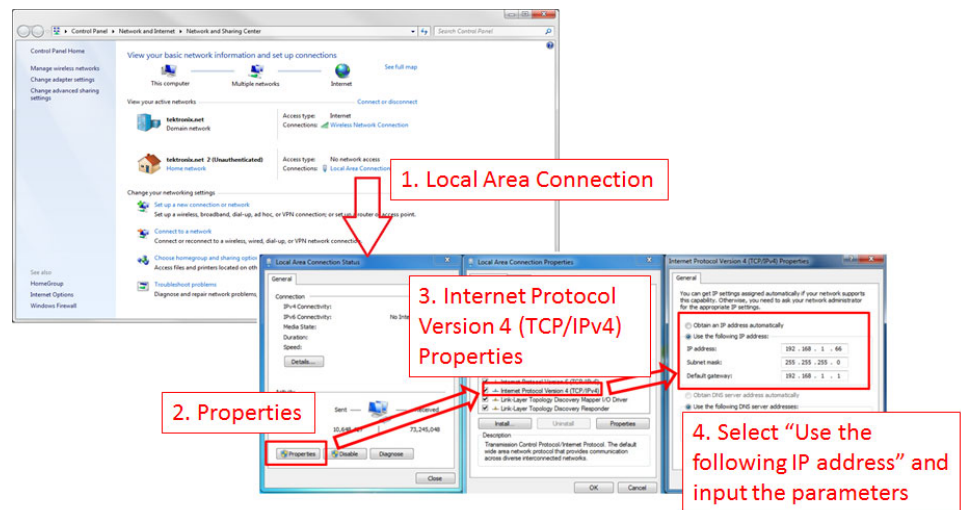 Control Panel ▸ Network and Internet ▸ Network and Sharing Center
Search Control Panel
Control Panel Home
Manage wireless networks
Change adapter settings
Change advanced sharing
settings
See also
HomeGroup
Internet Options
Windows Firewall
View your basic network information and set up connections
See full map
This computer
Multiple networks
Internet
View your active networks
Connect or disconnect
tektronix.net
Domain network
Access type: Internet
Connections: Wireless Network Connection
tektronix.net 2 (Unauthenticated)
Home network
Access type: No network access
Connections: Local Area Connection
Change your networking settings
Set up a new connection or network
Set up a wireless, broadband, dial-up, ad hoc, or VPN connection; or set up a router or access point.
Connect to a network
Connect or reconnect to a wireless, wired, dial-up, or VPN network connection.
Choose homegroup and sharing option
Access files and printers located on oth
Troubleshoot problems
Diagnose and repair network problems,
1. Local Area Connection
Local Area Connection Status
General
Connection
IPv4 Connectivity:
IPv6 Connectivity:
No Inte
Media State:
Duration:
Speed:
Details...
Activity
Sent
Received
73,245,048
Properties
Disable
Diagnose
Close
2. Properties
Local Area Connection Properties
3. Internet Protocol
Version 4 (TCP/IPv4)
Properties
Internet Protocol Version 6 (TCP/IPv6)
Internet Protocol Version 4 (TCP/IPv4)
Link-Layer Topology Discovery Mapper I/O Driver
Link-Layer Topology Discovery Responder
Install...
Uninstall
Properties
Description
Transmission Control Protocol/Internet Protocol. The default
wide area network protocol that provides communication
across diverse interconnected networks.
OK
Cancel
Internet Protocol Version 4 (TCP/IPv4) Properties
General
You can get IP settings assigned automatically if your network supports
this capability. Otherwise, you need to ask your network administrator
for the appropriate IP settings.
Obtain an IP address automatically
Use the following IP address:
IP address: 192 . 168 . 1 . 66
Subnet mask: 255 . 255 . 255 . 0
Default gateway: 192 . 168 . 1 . 1
Obtain DNS server address automatically
Use the following DNS server addresses:
4. Select “Use the
following IP address” and
input the parameters